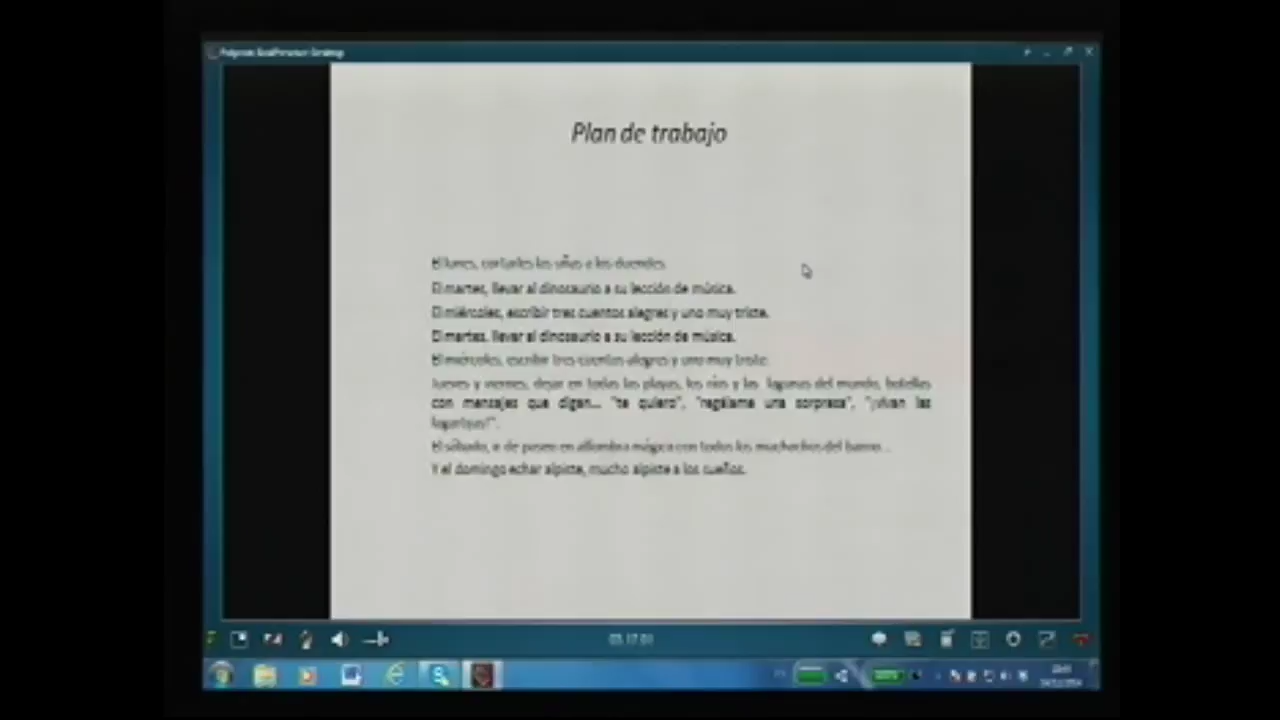 Plan de trabajo
El lunes, cortarles las uñas a los duendes
El martes, llevar al dinosaurio a su lección de música.
El miércoles, escribir tres cuentos alegres y uno muy triste.
El martes, llevar al dinosaurio a su lección de música.
El miércoles, escribir tres cuentos alegres y uno muy triste.
Jueves y viernes, dejar en todas las playas, los ríos y las lagunas del mundo, botellas
con mensajes que digan... "te quiero", "regálame una sorpresa", "¡vivan las
lagartijas!".
El sábado, ir de paseo en alfombra mágica con todos los muchachos del barrio...
Y el domingo echar alpiste, mucho alpiste a los sueños.